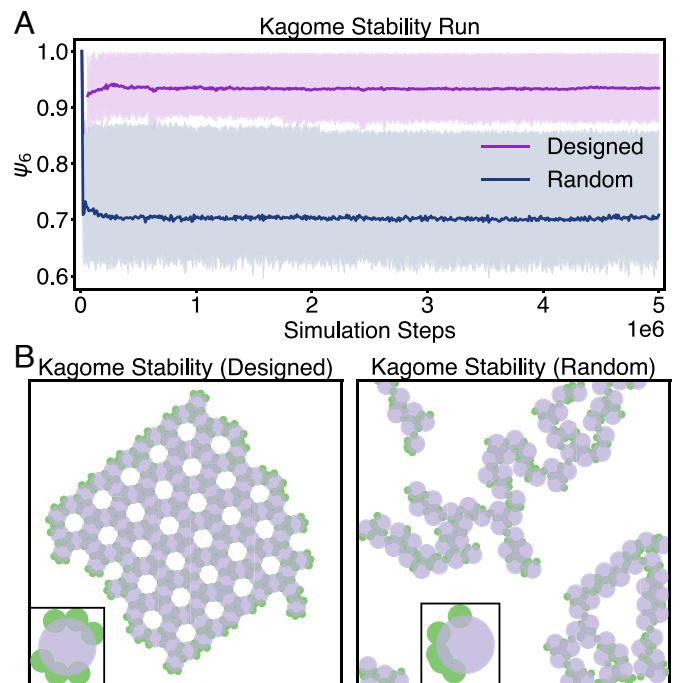 A
Kagome Stability Run
1.0
0.9
0.8
0.7
0.6
ψ6
Designed
Random
0 1 2 3 4 5
Simulation Steps
1e6
B
Kagome Stability (Designed)
Kagome Stability (Random)